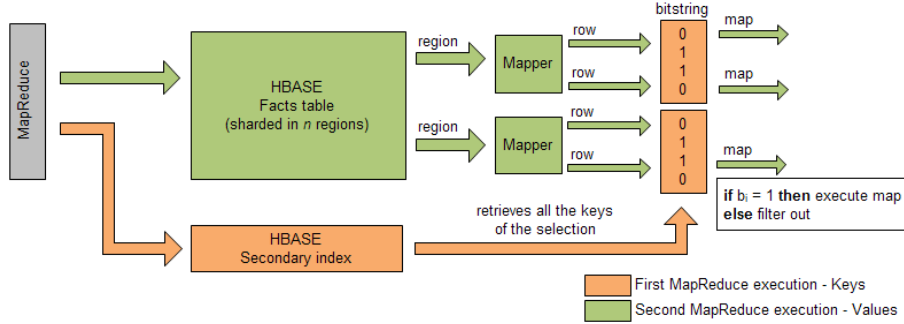 MapReduce
HBASE
Facts table
(sharded in n regions)
region
region
Mapper
Mapper
row
row
row
row
bitstring
0
1
1
0
0
1
1
0
map
map
map
if bi = 1 then execute map
else filter out
HBASE
Secondary index
retrieves all the keys
of the selection
First MapReduce execution - Keys
Second MapReduce execution - Values